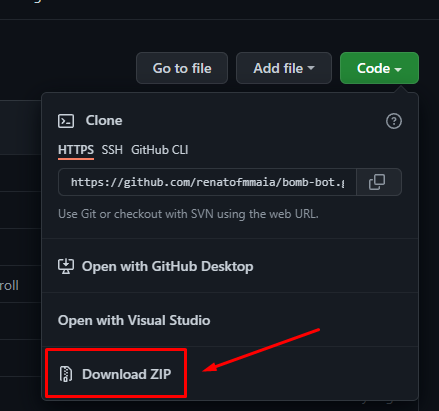 Go to file Add file Code
Clone
HTTPS SSH GitHub CLI
https://github.com/renatofmmaia/bomb-bot.g
Use Git or checkout with SVN using the web URL.
Open with GitHub Desktop
roll
Open with Visual Studio
Download ZIP